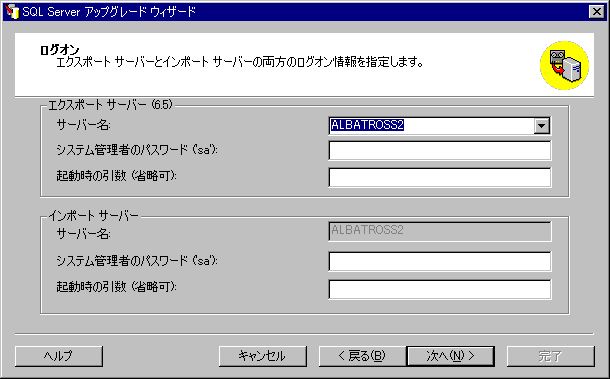 SQL Server アップグレード ウィザード
ログオン
エクスポート サーバーとインポート サーバーの両方のログオン情報を指定します。
エクスポート サーバー (6.5)
サーバー名:
ALBATROSS2
システム管理者のパスワード ('sa'):
起動時の引数 (省略可):
インポート サーバー
サーバー名:
ALBATROSS2
システム管理者のパスワード ('sa'):
起動時の引数 (省略可):
ヘルプ
キャンセル
< 戻る(B)
次へ(N) >
完了